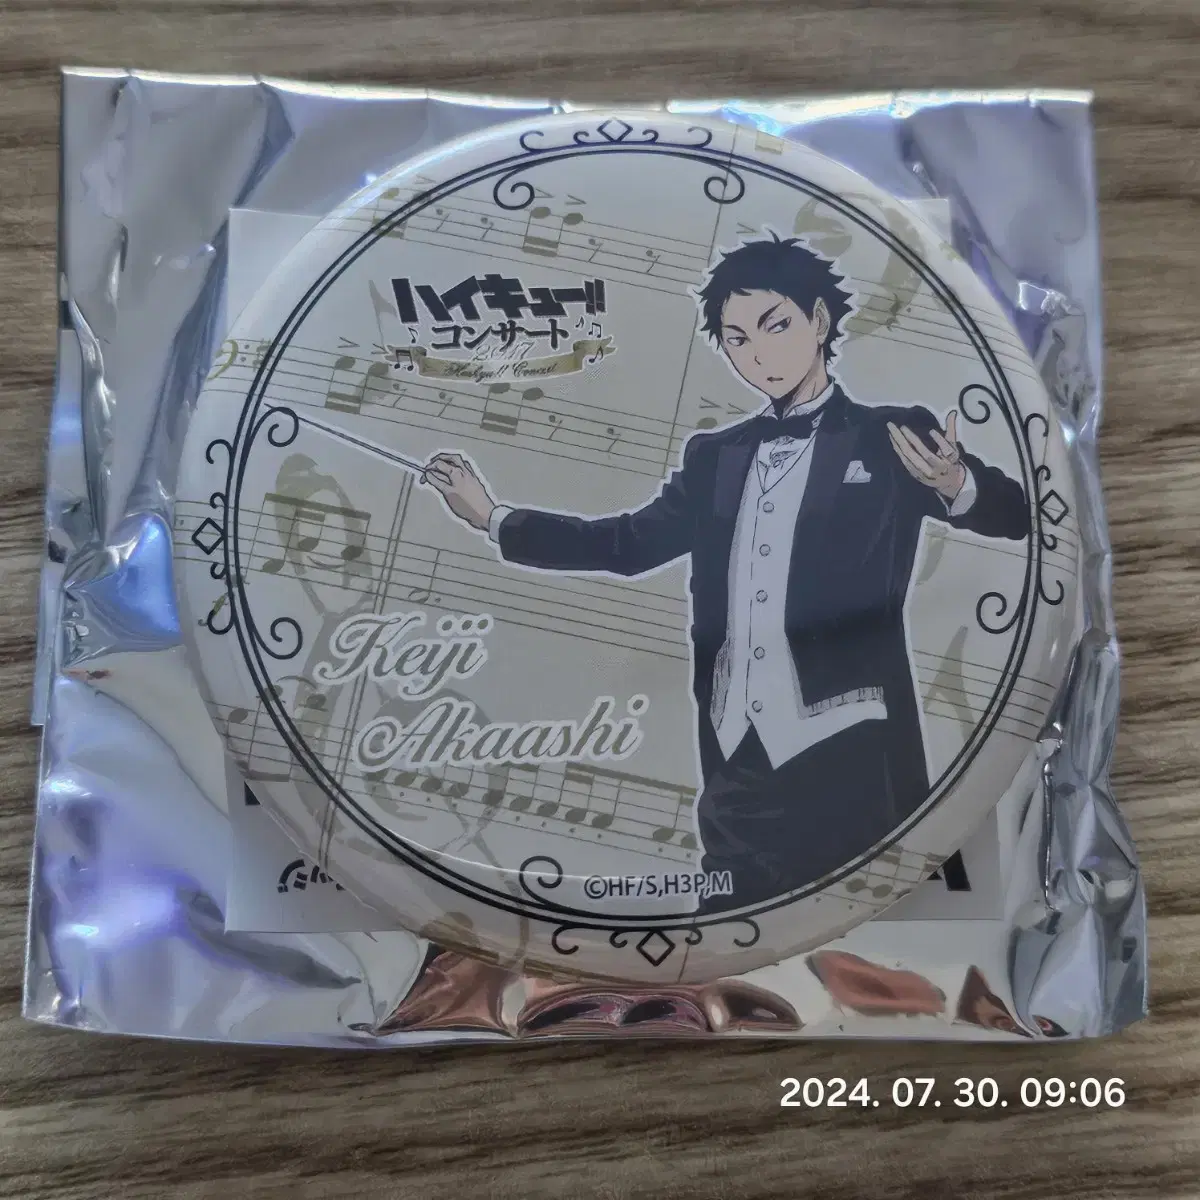 ハイキュー!!
コンサート
2017
Haikyu!! Concert
Keiji
Akaashi
©HF/S,H3P,M
2024. 07. 30. 09:06